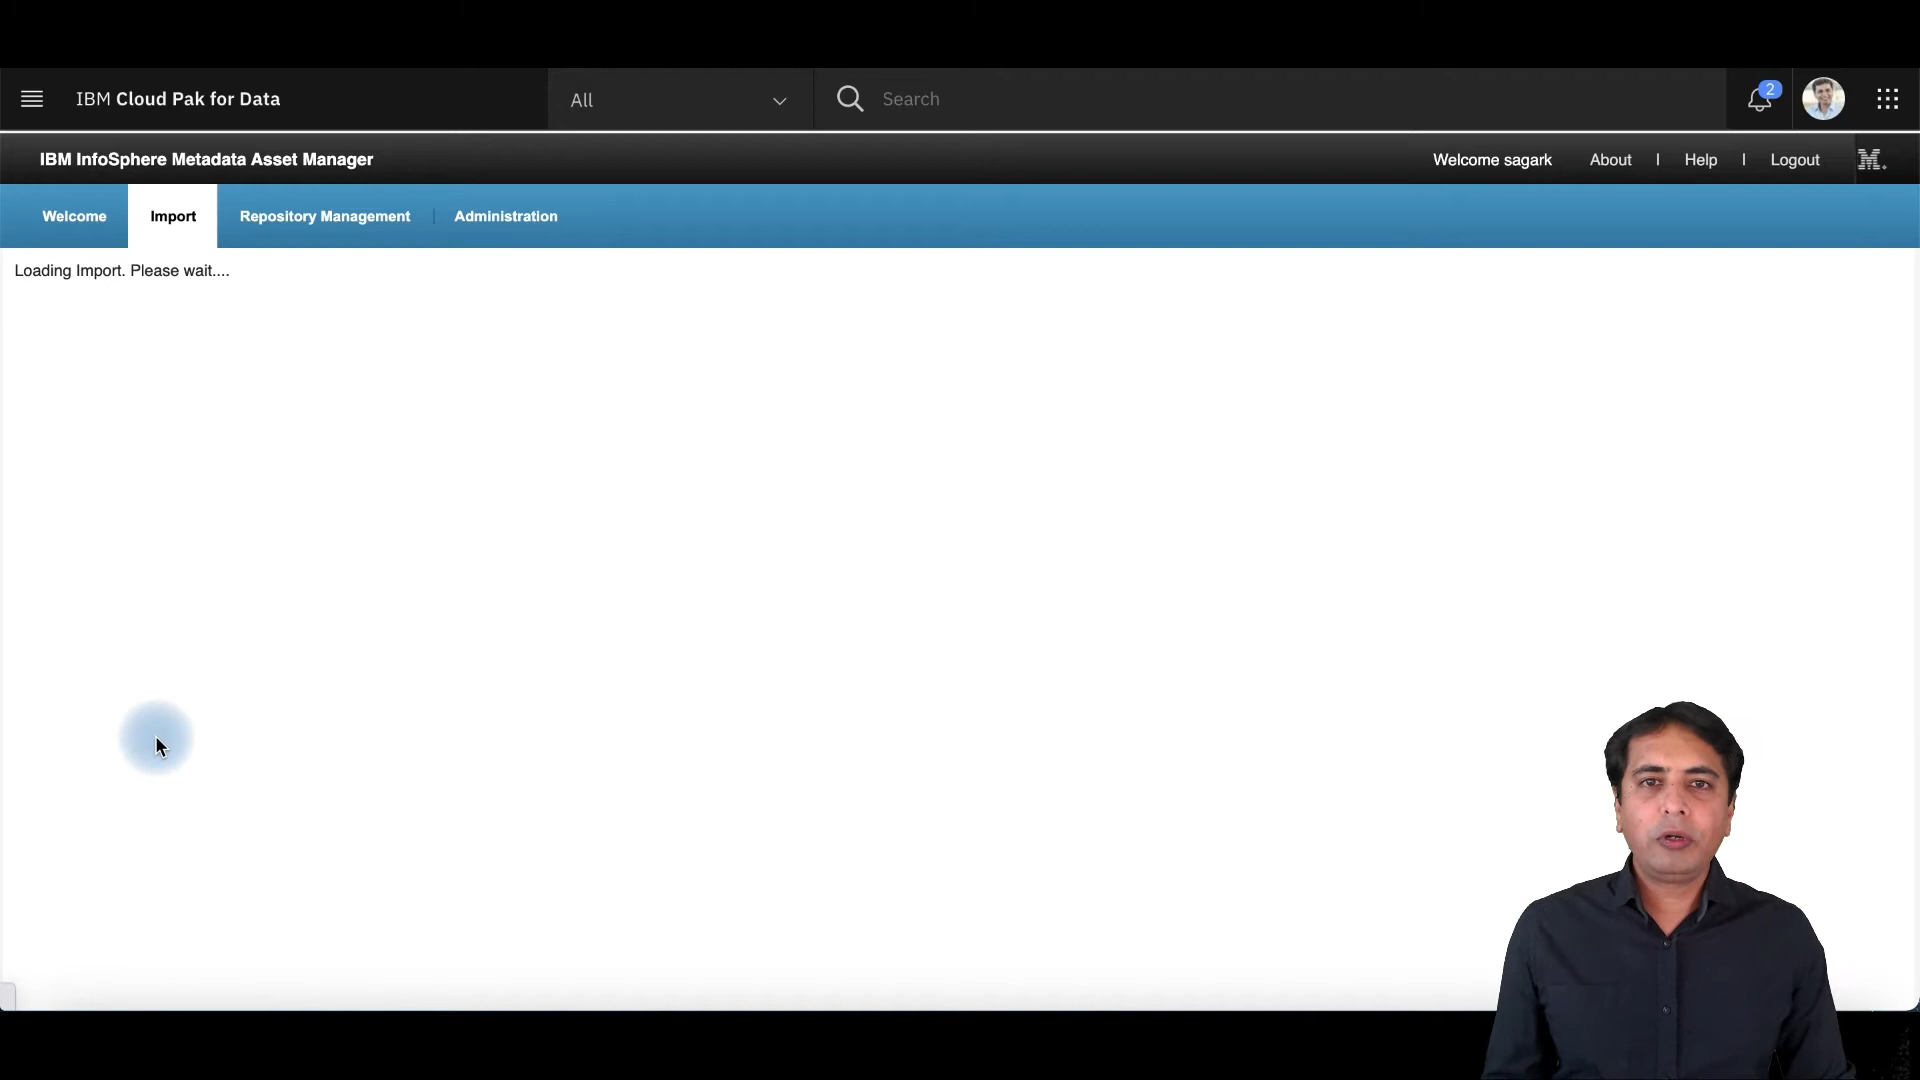 IBM Cloud Pak for Data
All
Search
2
IBM InfoSphere Metadata Asset Manager
Welcome sagark
About
Help
Logout
Welcome
Import
Repository Management
Administration
Loading Import. Please wait....